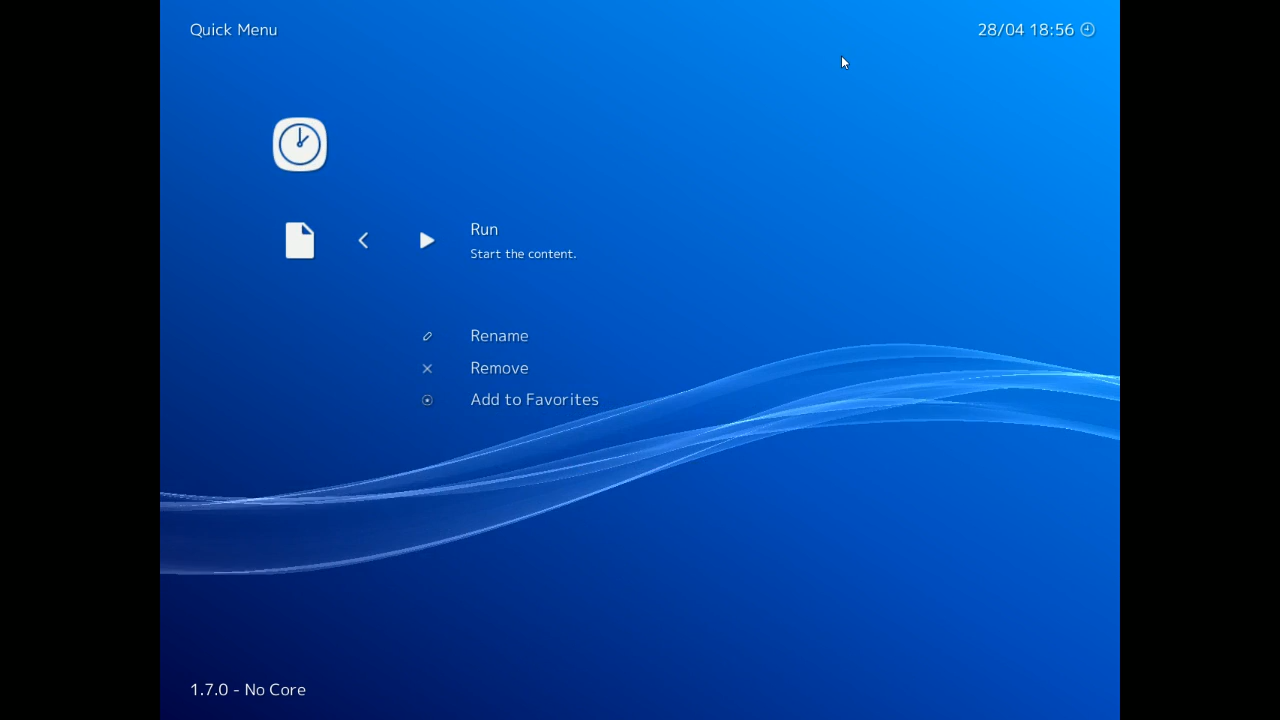 Quick Menu
28/04 18:56
Run
Start the content.
Rename
Remove
Add to Favorites
1.7.0 - No Core